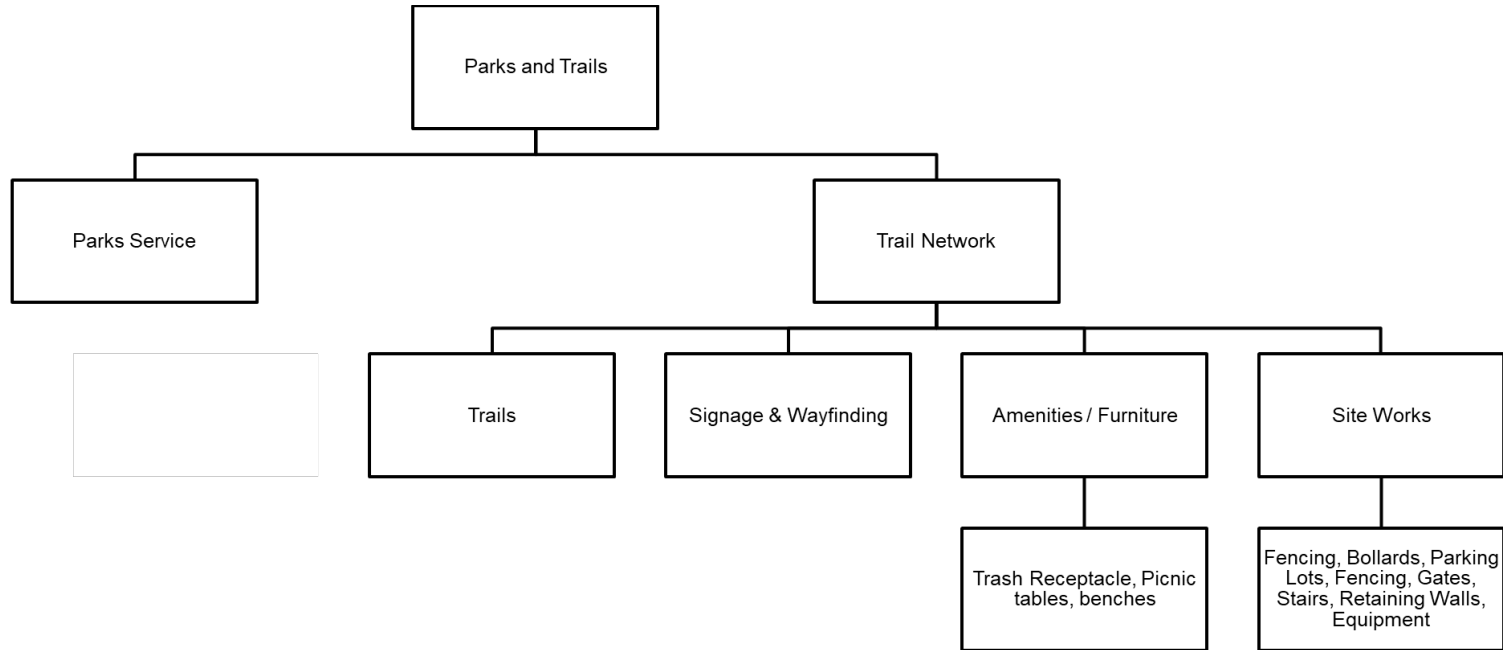 Parks and Trails
Parks Service
Trail Network
Trails
Signage & Wayfinding
Amenities / Furniture
Site Works
Trash Receptacle, Picnic
tables, benches
Fencing, Bollards, Parking
Lots, Fencing, Gates,
Stairs, Retaining Walls,
Equipment